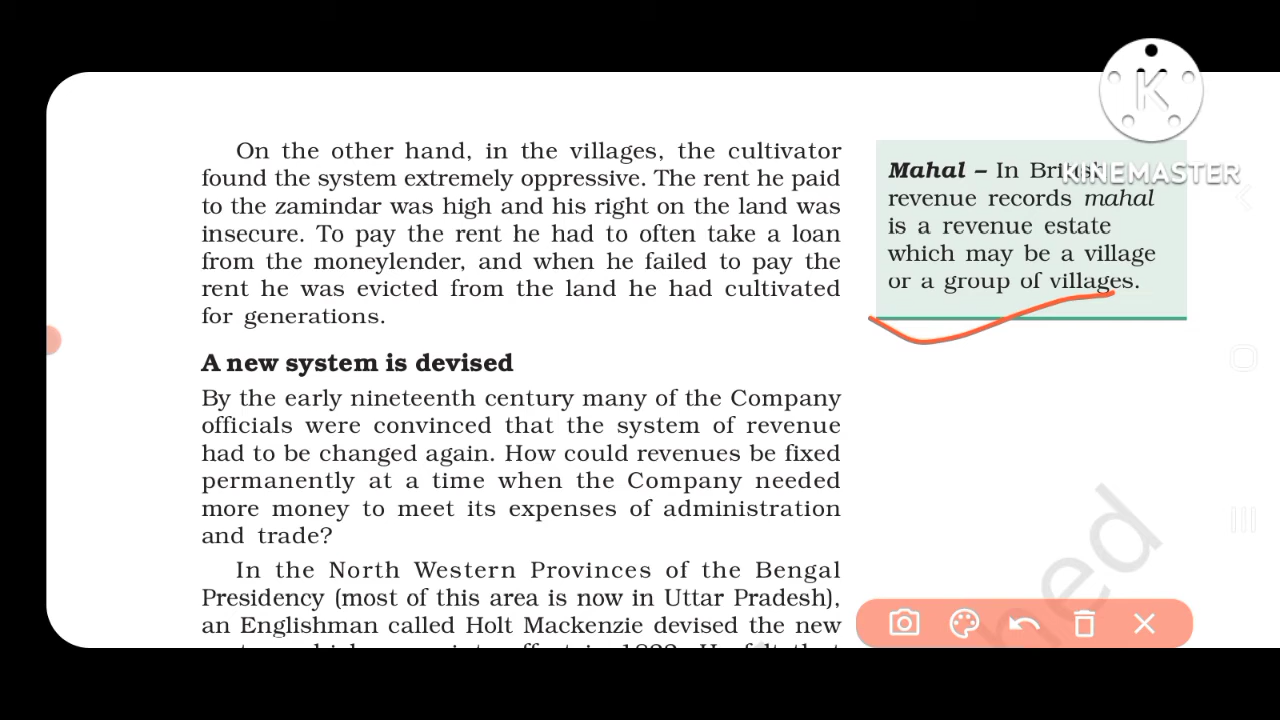 On the other hand, in the villages, the cultivator
found the system extremely oppressive. The rent he paid
to the zamindar was high and his right on the land was
insecure. To pay the rent he had to often take a loan
from the moneylender, and when he failed to pay the
rent he was evicted from the land he had cultivated
for generations.
A new system is devised
By the early nineteenth century many of the Company
officials were convinced that the system of revenue
had to be changed again. How could revenues be fixed
permanently at a time when the Company needed
more money to meet its expenses of administration
and trade?
In the North Western Provinces of the Bengal
Presidency (most of this area is now in Uttar Pradesh),
an Englishman called Holt Mackenzie devised the new
Mahal – In British
revenue records mahal
is a revenue estate
which may be a village
or a group of villages.
K
KINEMASTER
hed